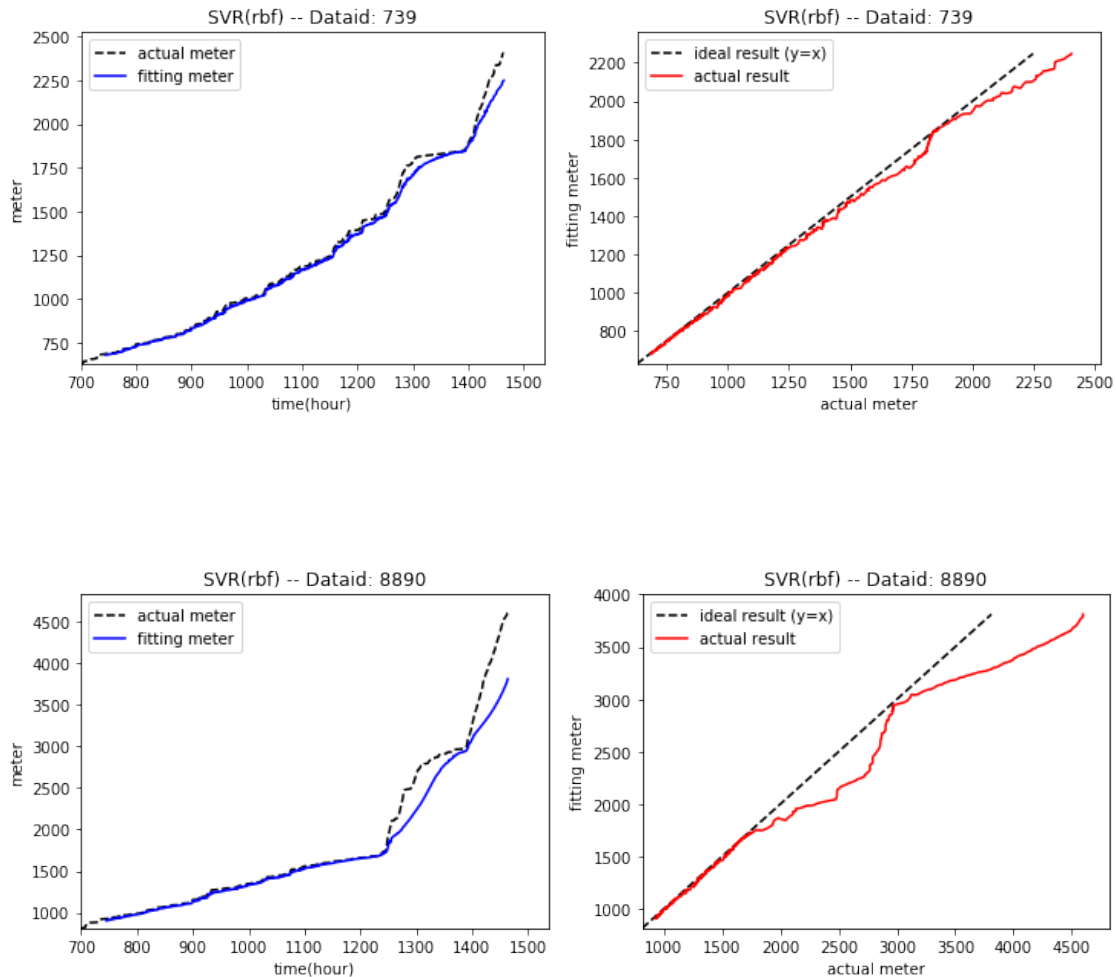 SVR(rbf) -- Dataid: 739
actual meter
fitting meter
meter
2500
2250
2000
1750
1500
1250
1000
750
700 800 900 1000 1100 1200 1300 1400 1500
time(hour)
SVR(rbf) -- Dataid: 739
ideal result (y=x)
actual result
fitting meter
2200
2000
1800
1600
1400
1200
1000
800
750 1000 1250 1500 1750 2000 2250 2500
actual meter
SVR(rbf) -- Dataid: 8890
actual meter
fitting meter
meter
4500
4000
3500
3000
2500
2000
1500
1000
700 800 900 1000 1100 1200 1300 1400 1500
time(hour)
SVR(rbf) -- Dataid: 8890
ideal result (y=x)
actual result
fitting meter
4000
3500
3000
2500
2000
1500
1000
1000 1500 2000 2500 3000 3500 4000 4500
actual meter